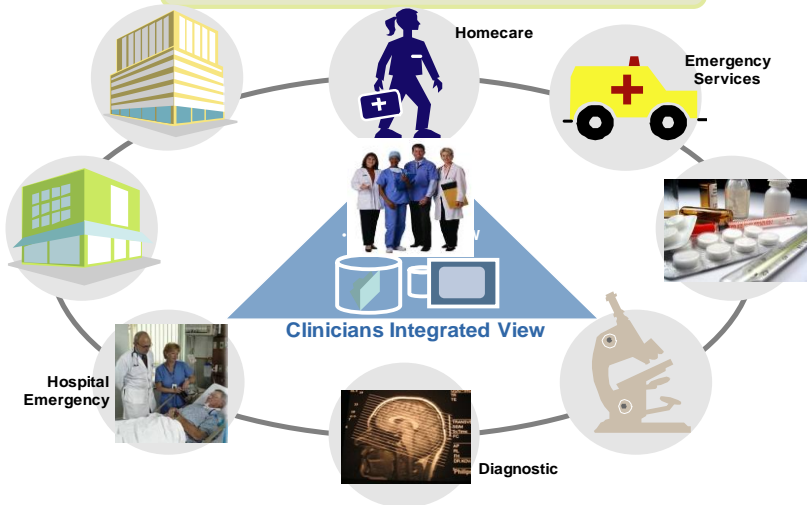 Homecare
Emergency
Services
Clinicians Integrated View
Hospital
Emergency
Diagnostic